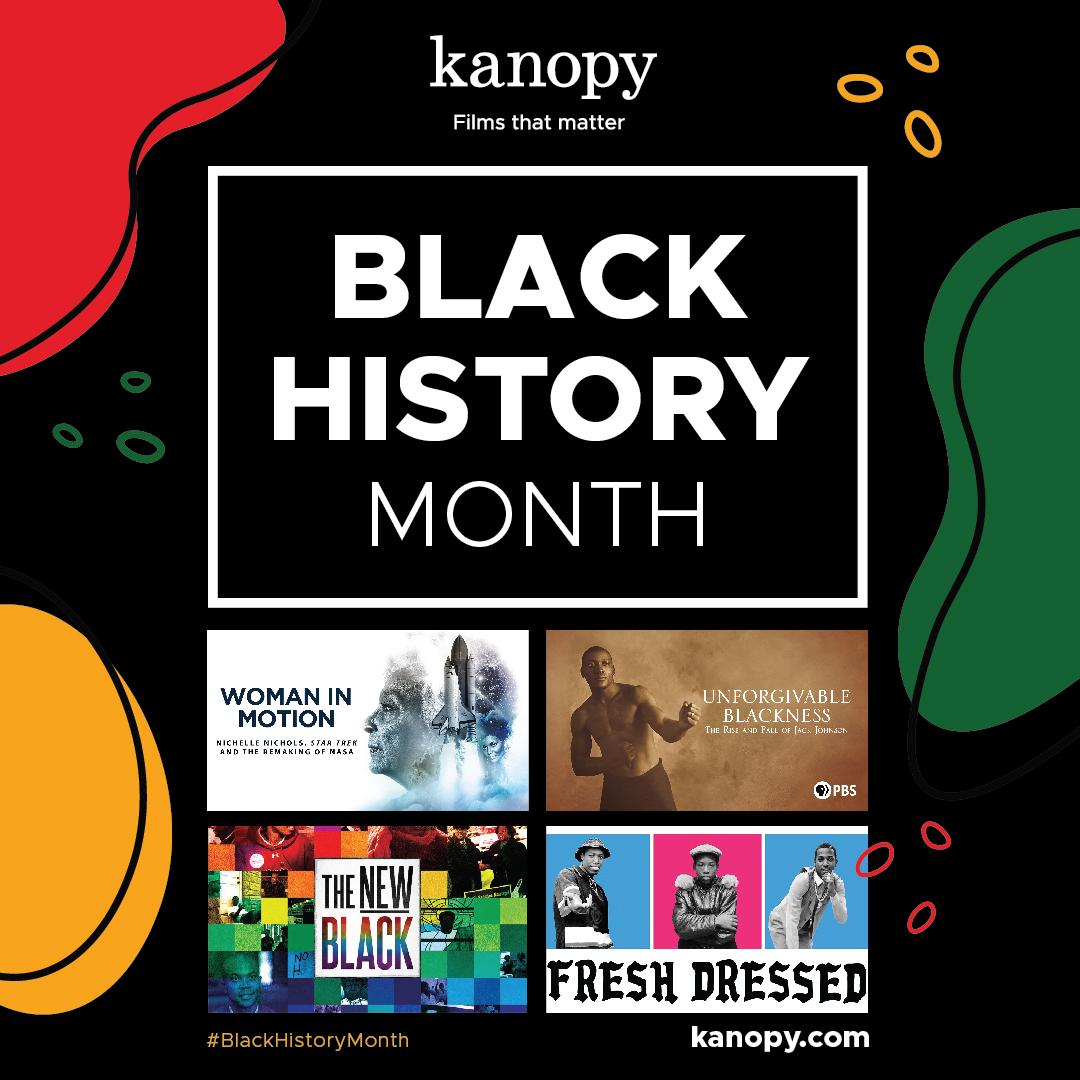 kanopy
Films that matter
BLACK
HISTORY
MONTH
WOMAN IN
MOTION
NICHELLE NICHOLS, STAR TREK
AND THE REMAKING OF NASA
UNFORGIVABLE
BLACKNESS
THE RISE AND FALL OF JACK JOHNSON
PBS
THE NEW
BLACK
NO
FRESH DRESSED
#BlackHistoryMonth
kanopy.com